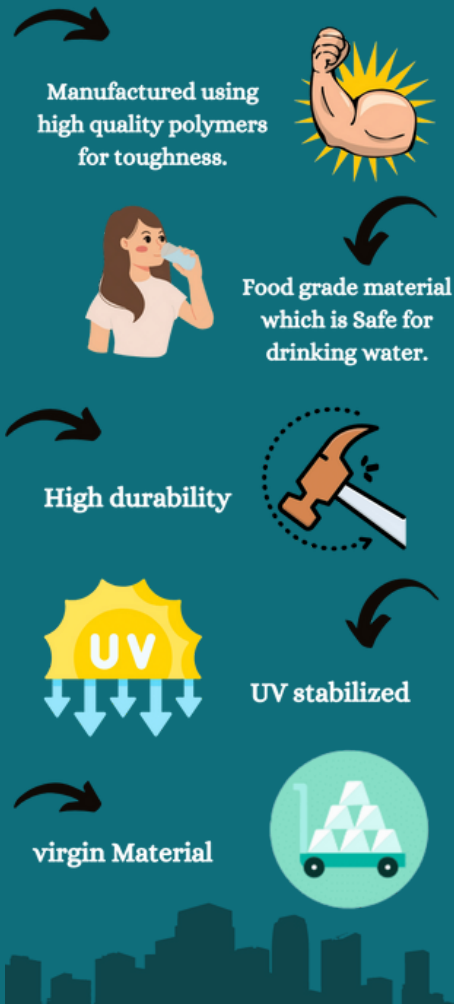 Manufactured using
high quality polymers
for toughness.
Food grade material
which is Safe for
drinking water.
High durability
UV
UV stabilized
virgin Material